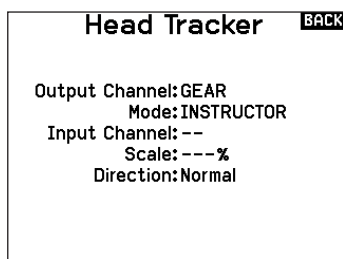 Head Tracker
BACK
Output Channel:GEAR
Mode:INSTRUCTOR
Input Channel:--
Scale:---%
Direction:Normal